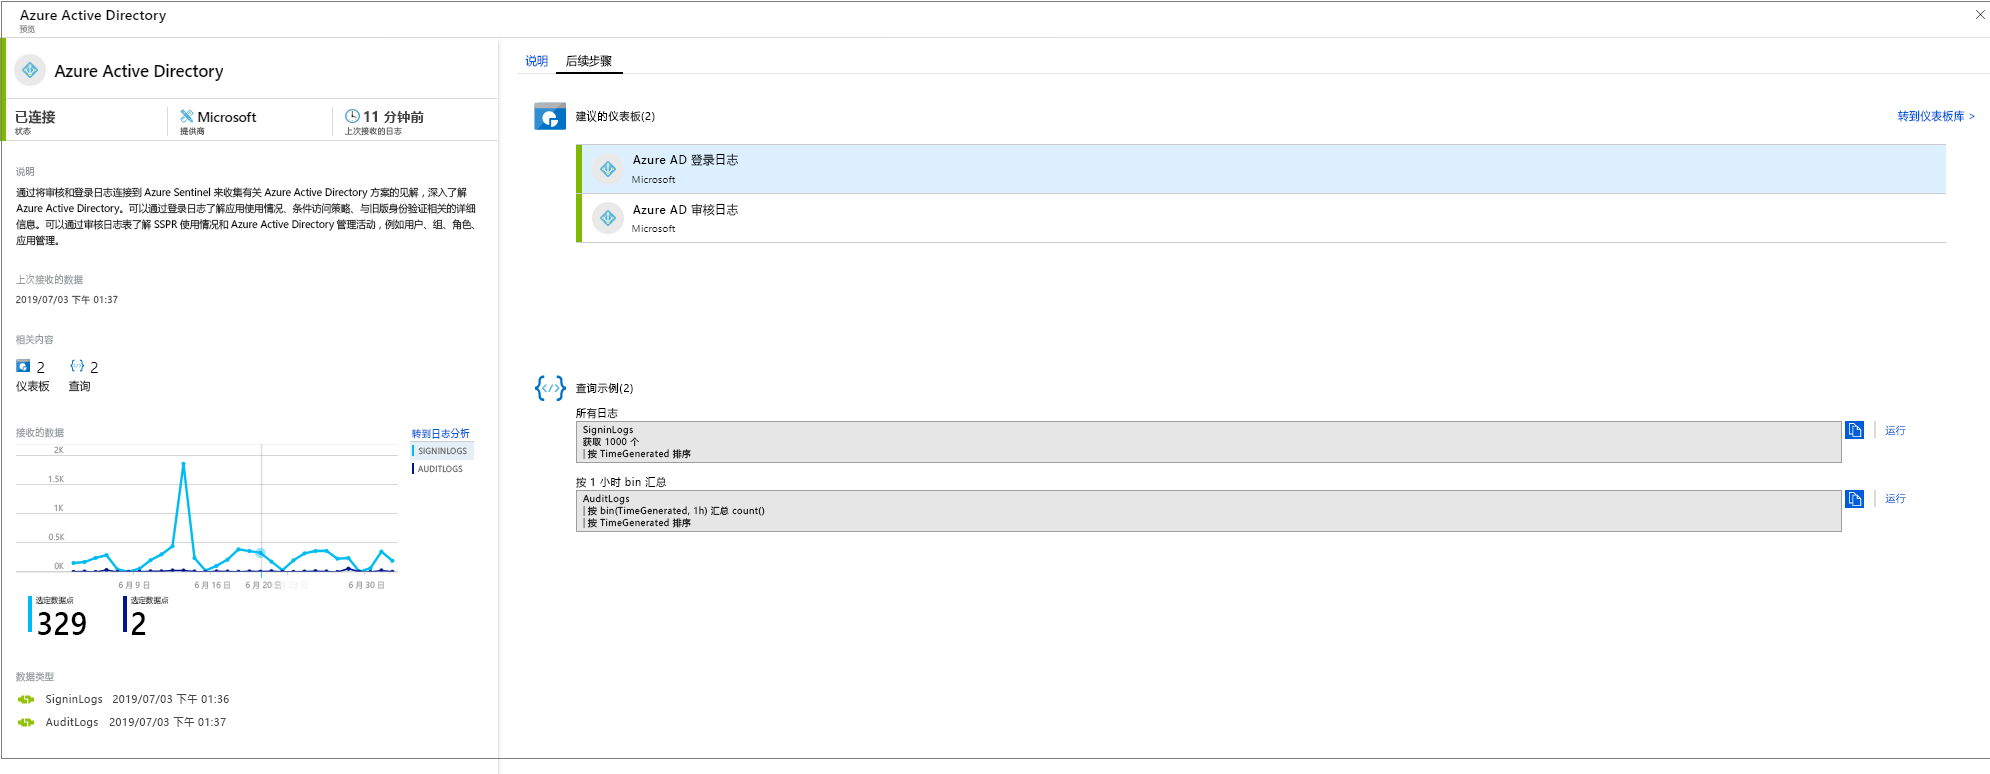 Azure Active Directory
预览
Azure Active Directory
已连接
状态
Microsoft
提供商
11 分钟前
上次接收的日志
说明
通过将审核和登录日志连接到 Azure Sentinel 来收集有关 Azure Active Directory 方案的见解，深入了解
Azure Active Directory。可以通过登录日志了解应用使用情况、条件访问策略、与旧版身份验证相关的详细
信息。可以通过审核日志表了解 SSPR 使用情况和 Azure Active Directory 管理活动，例如用户、组、角色、
应用管理。
上次接收的数据
2019/07/03 下午 01:37
相关内容
2
仪表板
2
查询
接收的数据
转到日志分析
SIGNINLOGS
AUDITLOGS
2K
1.5K
1K
0.5K
0K
6 月 9 日
6 月 16 日
6 月 20
6 月 30 日
选定数据点
329
选定数据点
2
数据类型
SigninLogs 2019/07/03 下午 01:36
AuditLogs 2019/07/03 下午 01:37
说明
后续步骤
建议的仪表板(2)
转到仪表板库 >
Azure AD 登录日志
Microsoft
Azure AD 审核日志
Microsoft
查询示例(2)
所有日志
SigninLogs
获取 1000 个
| 按 TimeGenerated 排序
运行
按 1 小时 bin 汇总
AuditLogs
| 按 bin(TimeGenerated, 1h) 汇总 count()
| 按 TimeGenerated 排序
运行